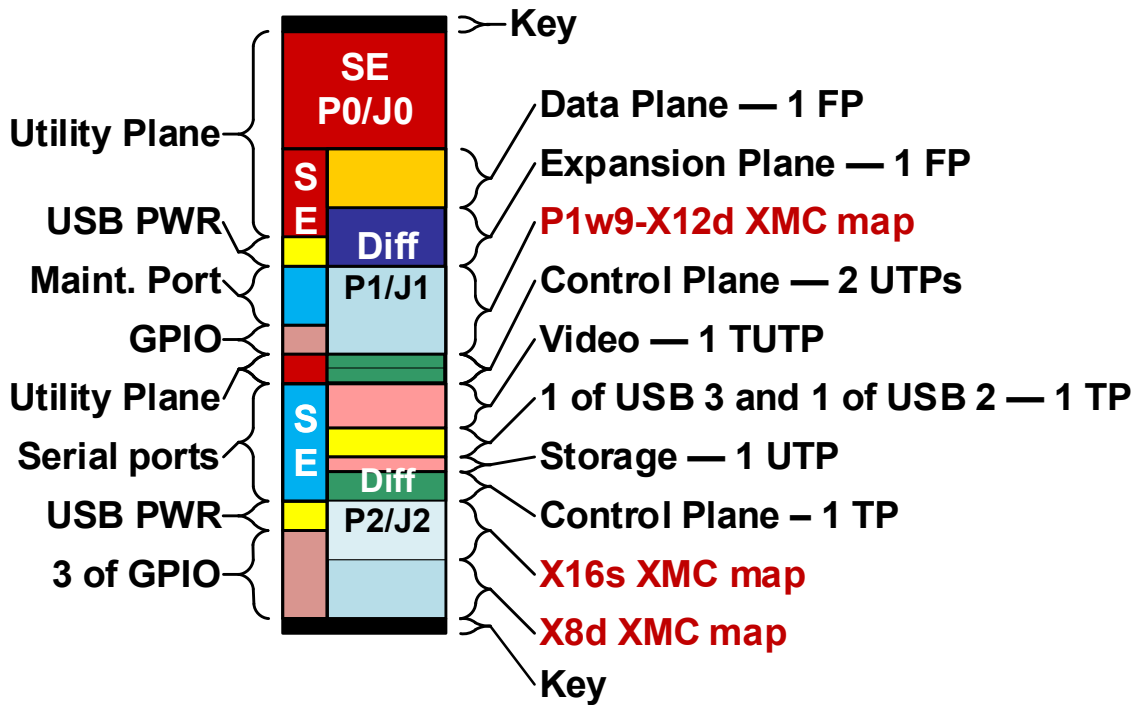 Key
SE
P0/J0
Utility Plane
Data Plane — 1 FP
Expansion Plane — 1 FP
S
E
USB PWR
Diff
P1w9-X12d XMC map
Maint. Port
P1/J1
Control Plane — 2 UTPs
GPIO
Video — 1 TUTP
Utility Plane
1 of USB 3 and 1 of USB 2 — 1 TP
S
E
Serial ports
Storage — 1 UTP
Diff
USB PWR
P2/J2
Control Plane – 1 TP
3 of GPIO
X16s XMC map
X8d XMC map
Key